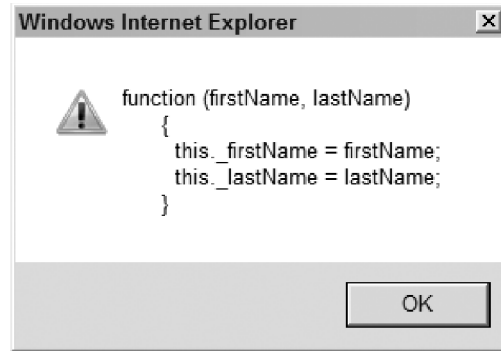 Windows Internet Explorer
function (firstName, lastName)
{
this._firstName = firstName;
this._lastName = lastName;
}
OK